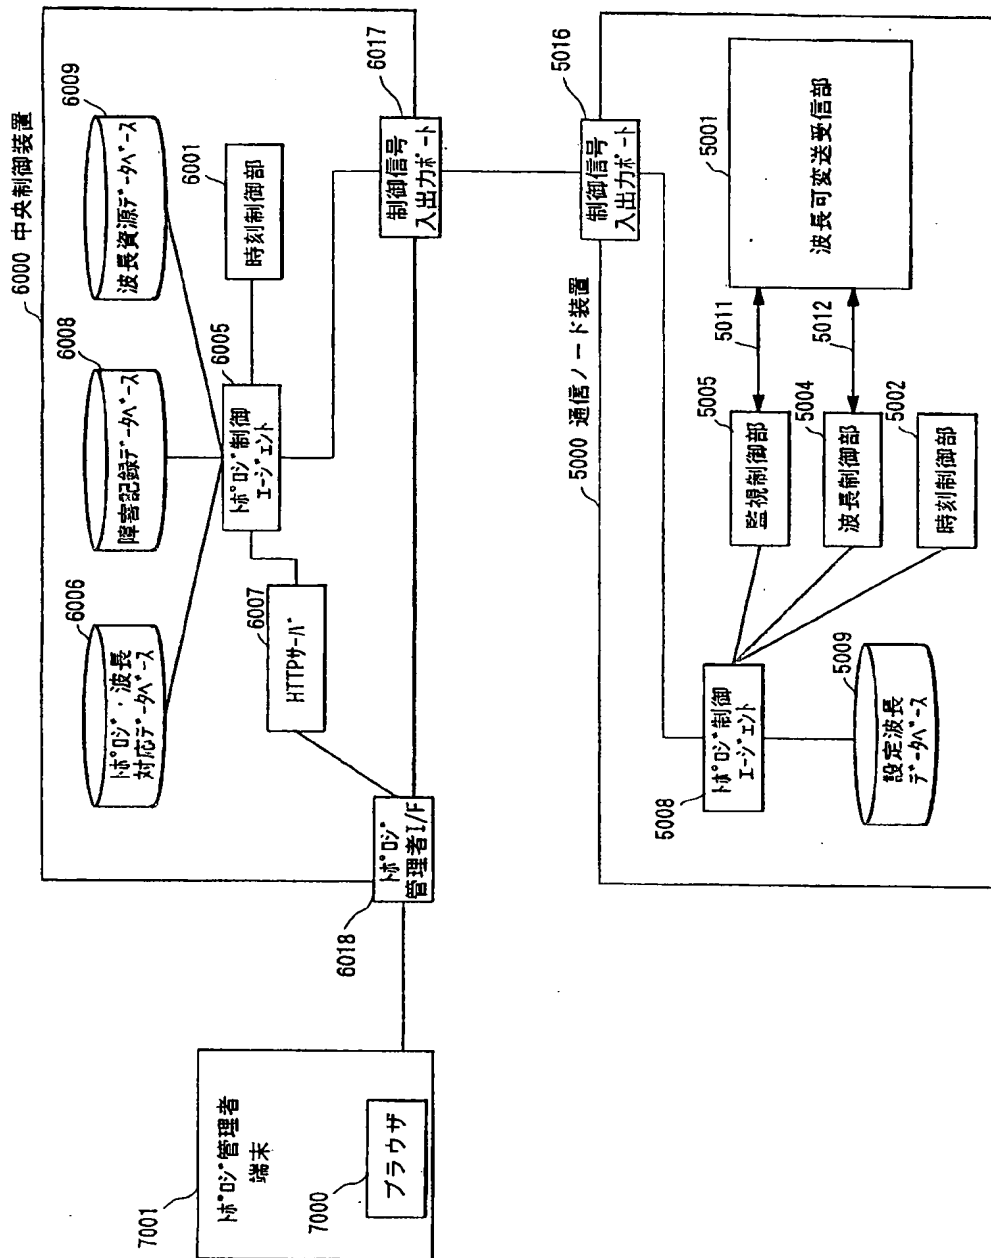 6000 中央制御装置
6006
トポロジ・波長
対応データベース
6008
障害記録データベース
6009
波長資源データベース
6001
時刻制御部
6005
トポロジ制御
エージェント
6007
HTTPサーバ
6017
制御信号
入出力ポート
6018
トポロジ
管理者I/F
7001
トポロジ管理者
端末
7000
ブラウザ
5000 通信ノード装置
5016
制御信号
入出力ポート
5001
波長可変送受信部
5011
5012
5005
監視制御部
5004
波長制御部
5002
時刻制御部
5008
トポロジ制御
エージェント
5009
設定波長
データベース